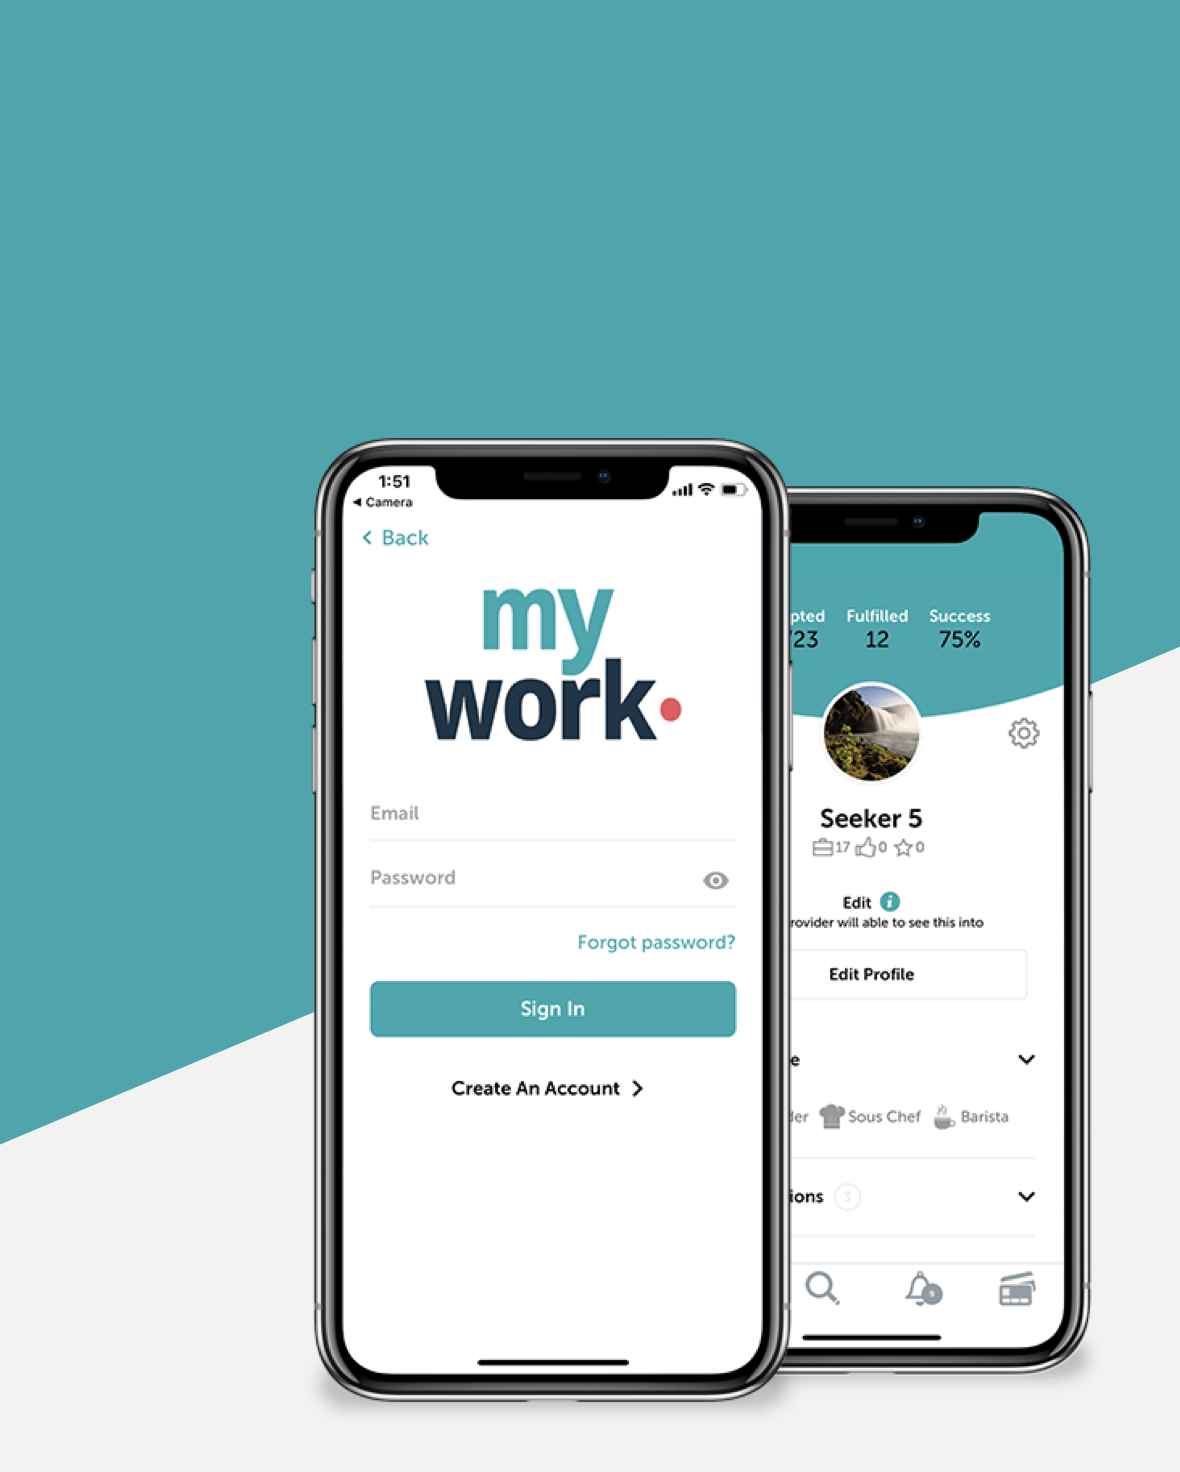 1:51
◀ Camera
< Back
my
work
Email
Password
Forgot password?
Sign In
Create An Account >
pted Fulfilled Success
/23 12 75%
Seeker 5
17 0 0
Edit i
rovider will able to see this into
Edit Profile
e
der Sous Chef Barista
ions 3
9